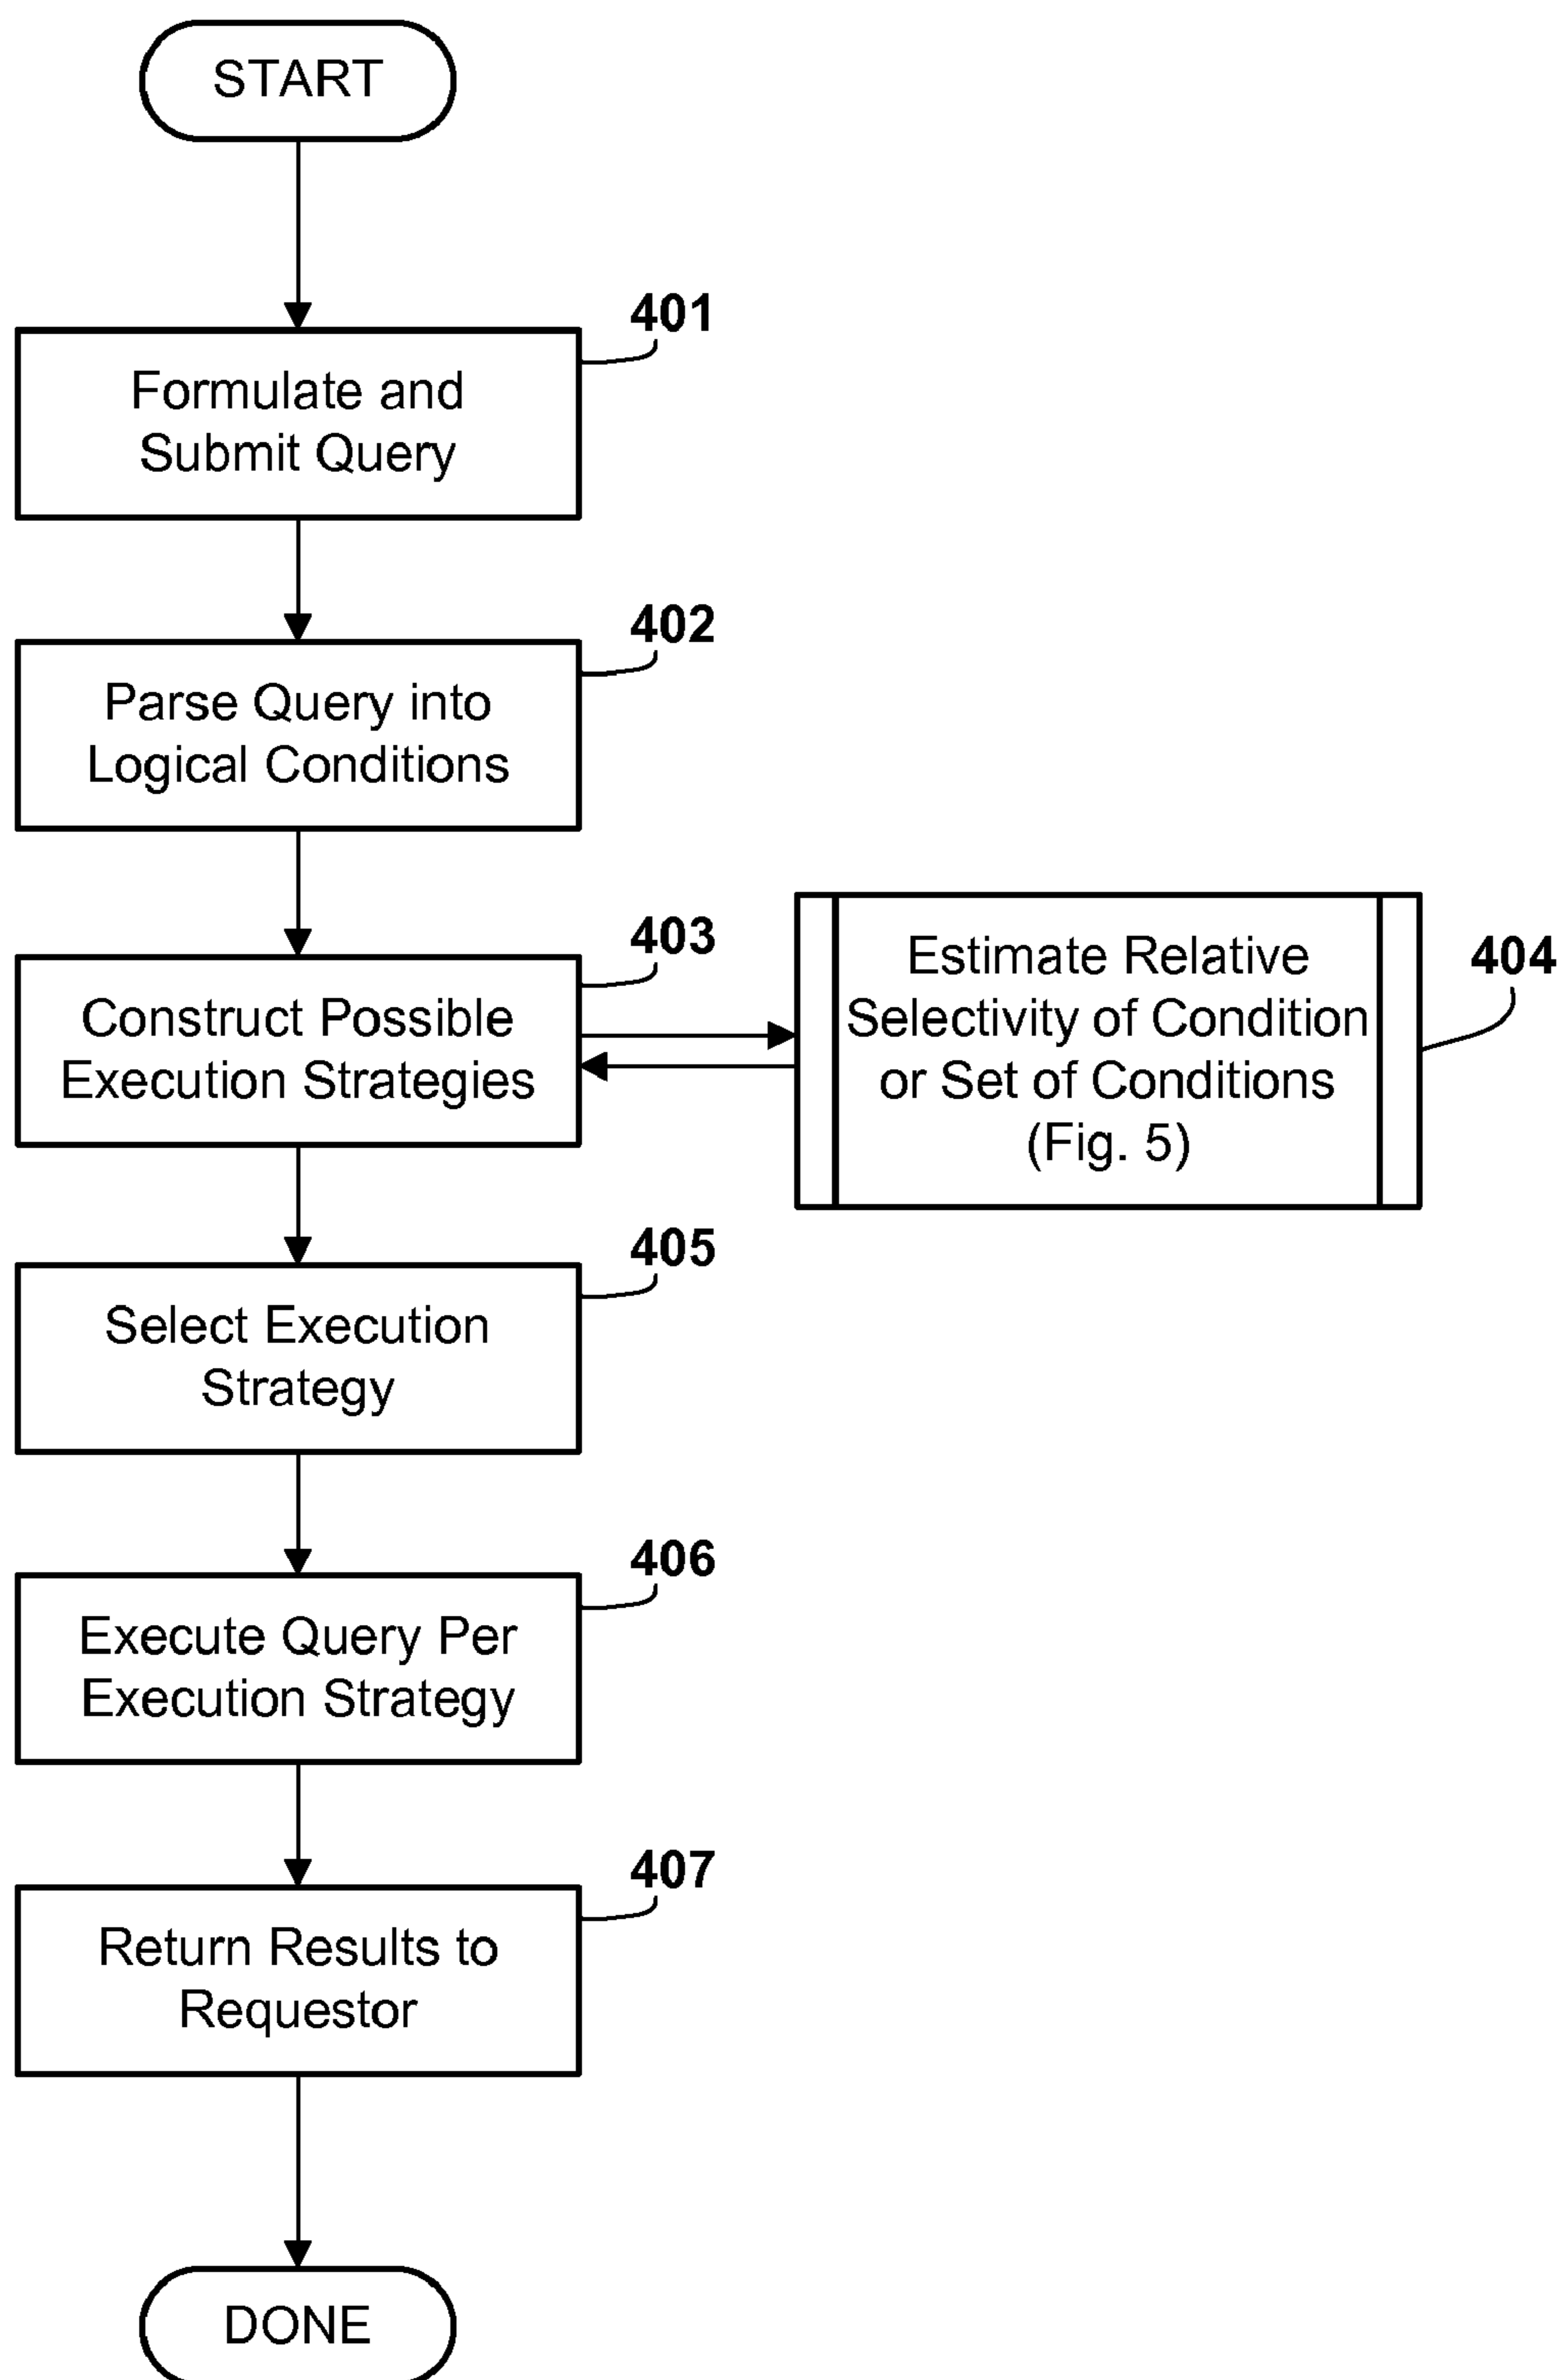 START
401
Formulate and
Submit Query
402
Parse Query into
Logical Conditions
403
Construct Possible
Execution Strategies
404
Estimate Relative
Selectivity of Condition
or Set of Conditions
(Fig. 5)
405
Select Execution
Strategy
406
Execute Query Per
Execution Strategy
407
Return Results to
Requestor
DONE